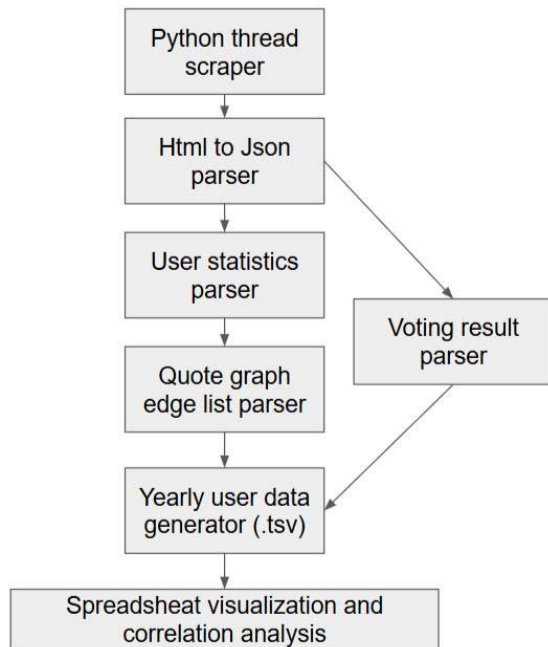 Python thread
scraper
Html to Json
parser
User statistics
parser
Voting result
parser
Quote graph
edge list parser
Yearly user data
generator (.tsv)
Spreadsheat visualization and
correlation analysis